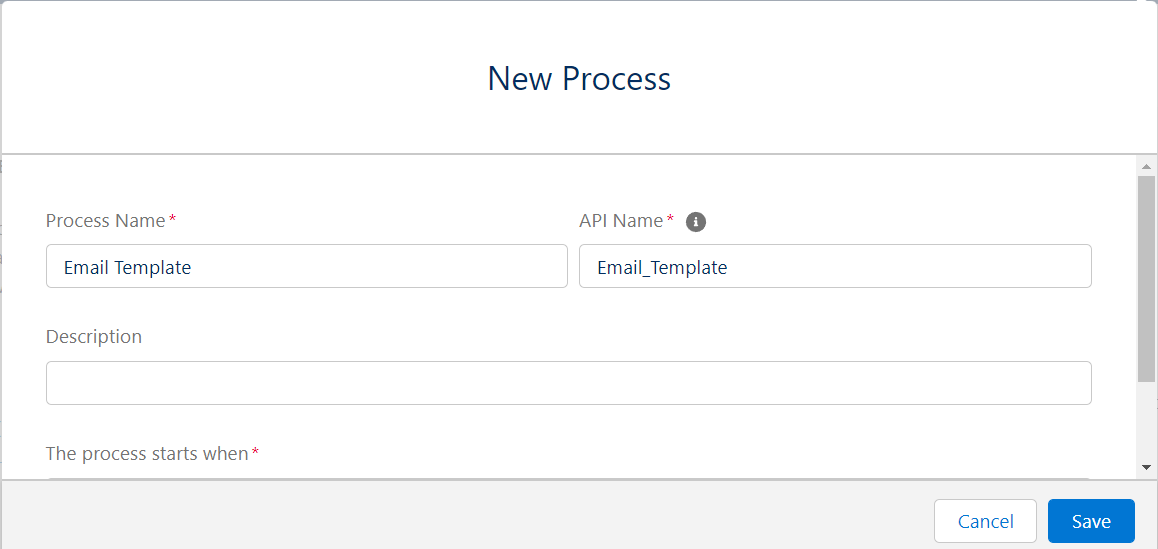 New Process
Process Name* API Name*
Email Template Email_Template
Description
The process starts when*
Cancel Save